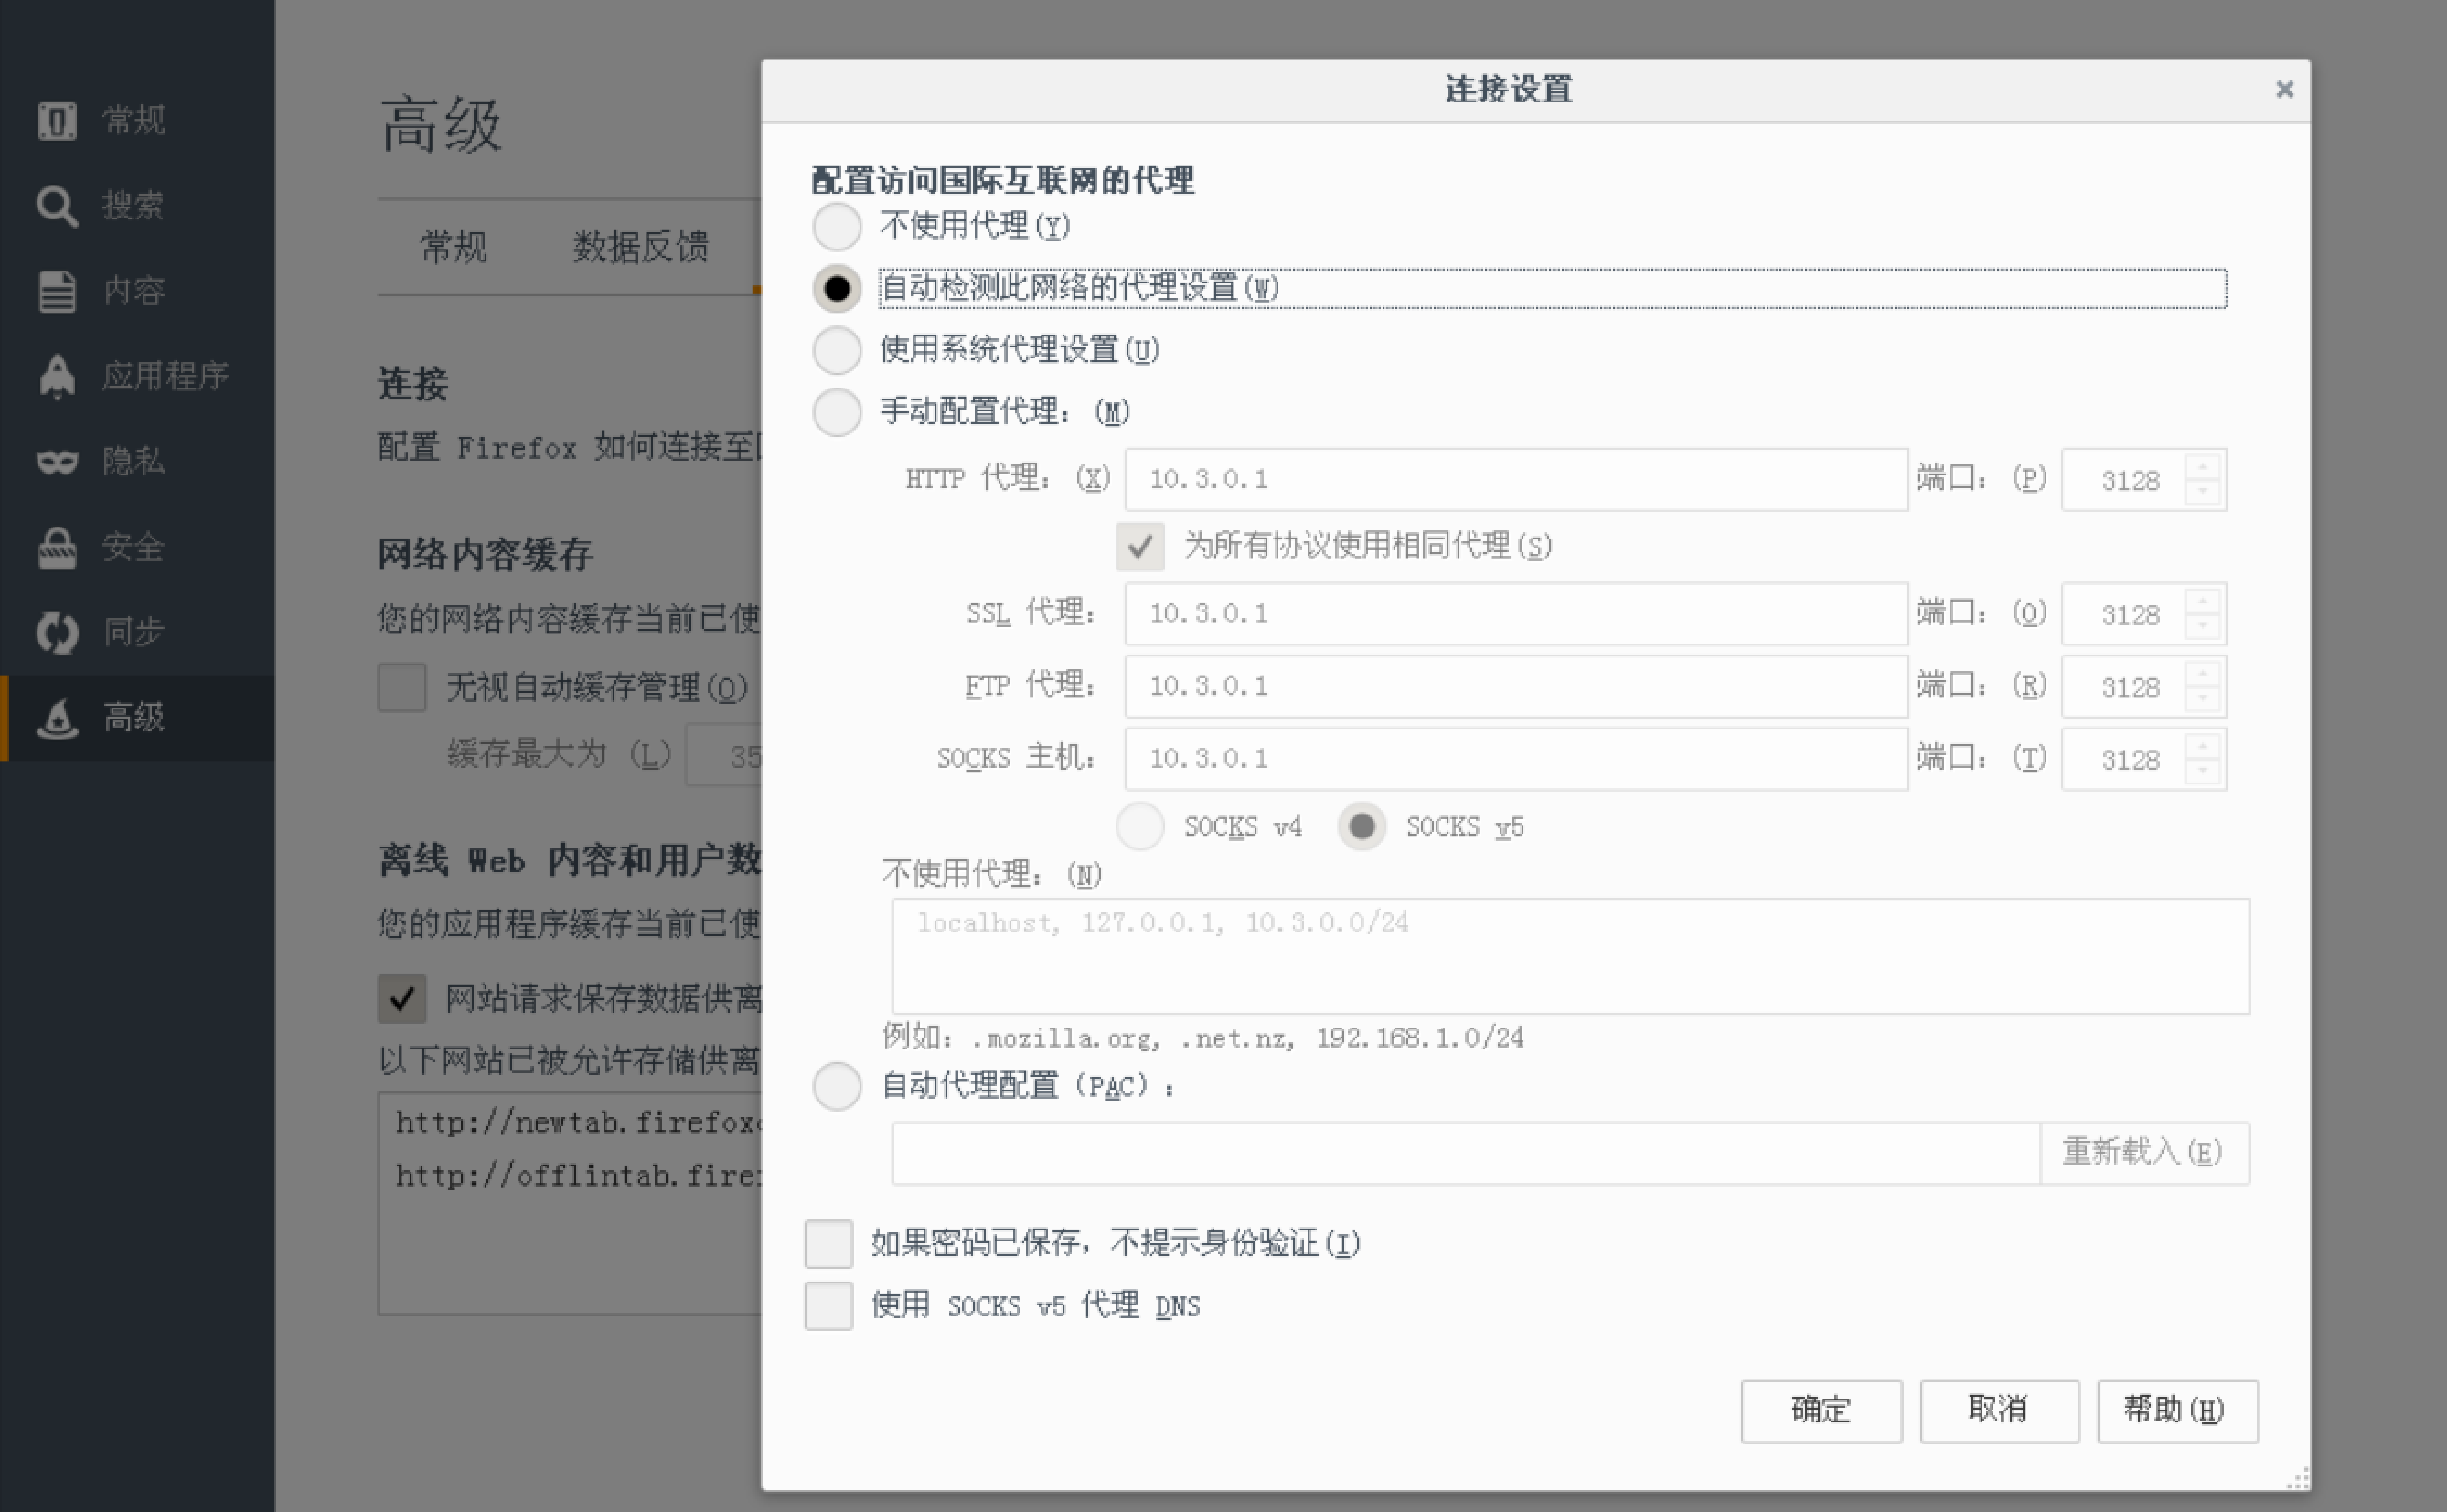 常规
搜索
内容
应用程序
隐私
安全
同步
高级
高级
常规 数据反馈
连接
配置 Firefox 如何连接至
网络内容缓存
您的网络内容缓存当前已使
无视自动缓存管理(O)
缓存最大为 (L) 35
离线 Web 内容和用户数
您的应用程序缓存当前已使
网站请求保存数据供离
以下网站已被允许存储供离
http://newtab.firefox
http://offlintab.firef
连接设置
配置访问国际互联网的代理
不使用代理(Y)
自动检测此网络的代理设置(W)
使用系统代理设置(U)
手动配置代理: (M)
HTTP 代理: (X) 10.3.0.1 端口: (P) 3128
为所有协议使用相同代理(S)
SSL 代理: 10.3.0.1 端口: (O) 3128
FTP 代理: 10.3.0.1 端口: (R) 3128
SOCKS 主机: 10.3.0.1 端口: (T) 3128
SOCKS v4 SOCKS v5
不使用代理: (N)
localhost, 127.0.0.1, 10.3.0.0/24
例如: .mozilla.org, .net.nz, 192.168.1.0/24
自动代理配置（PAC）:
重新载入(E)
如果密码已保存，不提示身份验证(I)
使用 SOCKS v5 代理 DNS
确定 取消 帮助(H)